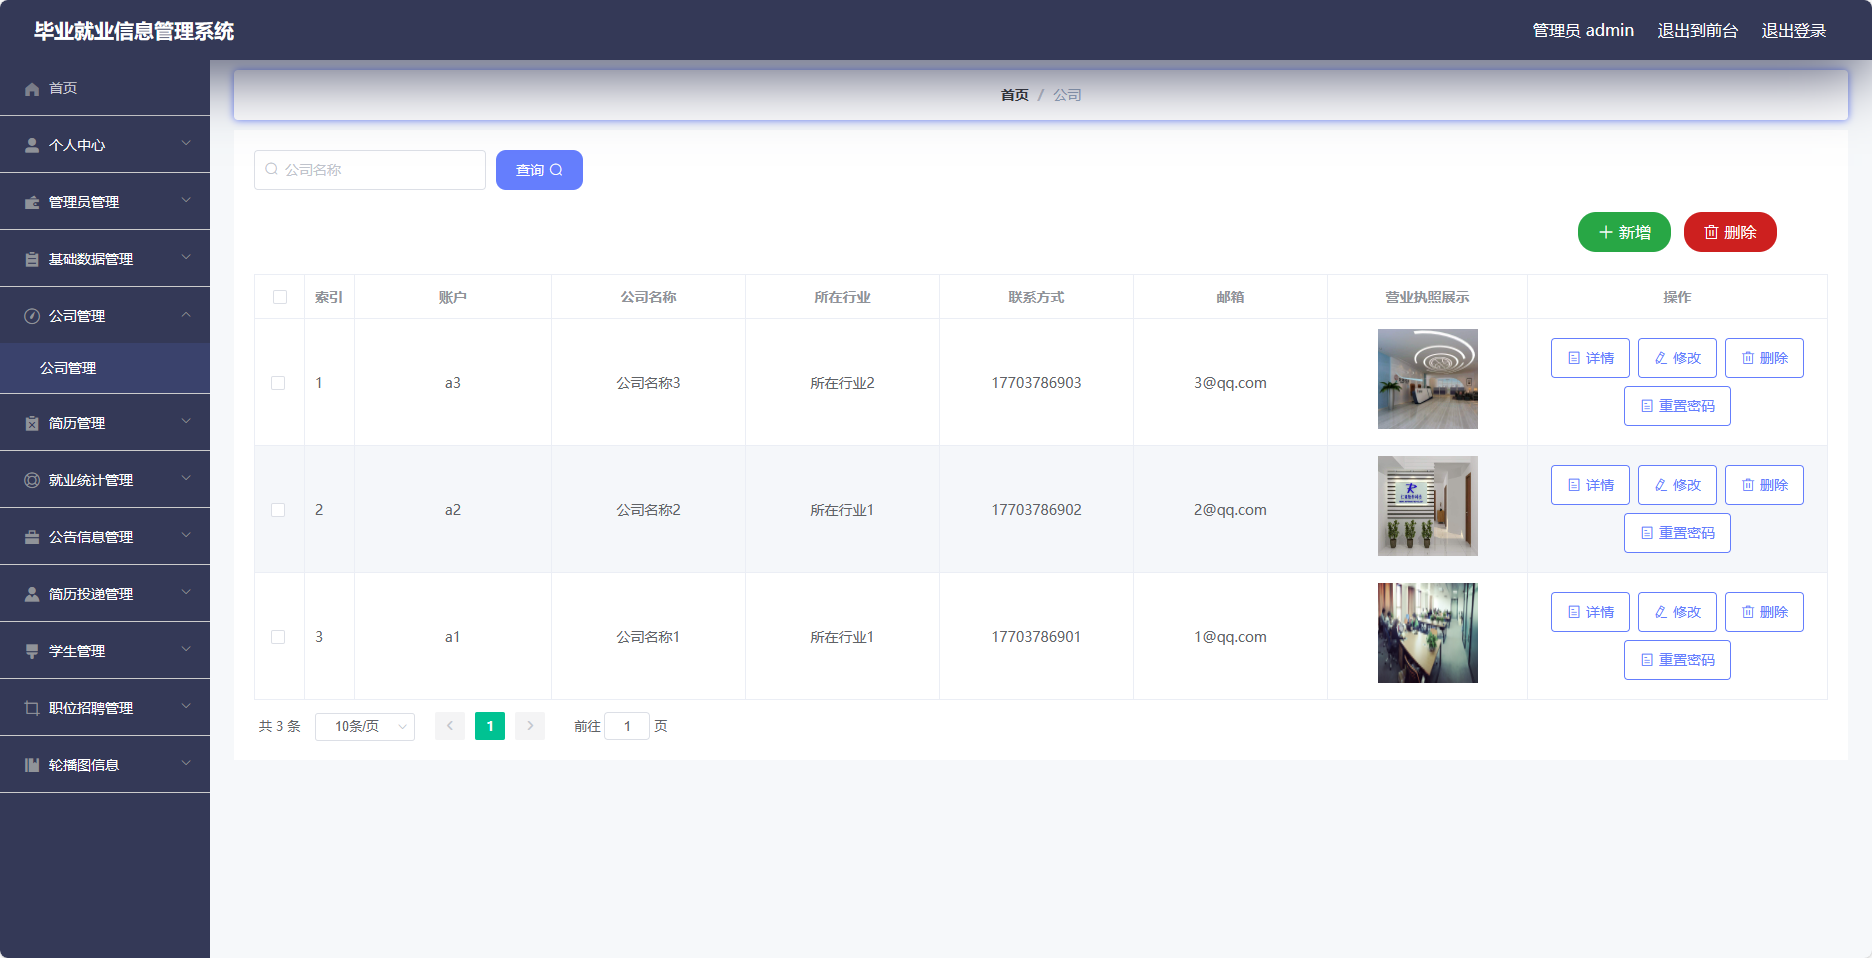 毕业就业信息管理系统
管理员 admin 退出到前台 退出登录
首页
个人中心
管理员管理
基础数据管理
公司管理
公司管理
简历管理
就业统计管理
公告信息管理
简历投递管理
学生管理
职位招聘管理
轮播图信息
首页 / 公司
公司名称 查询
新增 删除
索引 账户 公司名称 所在行业 联系方式 邮箱 营业执照展示 操作
1 a3 公司名称3 所在行业2 17703786903 3@qq.com 详情 修改 删除
重置密码
2 a2 公司名称2 所在行业1 17703786902 2@qq.com 详情 修改 删除
重置密码
3 a1 公司名称1 所在行业1 17703786901 1@qq.com 详情 修改 删除
重置密码
共 3 条 10条/页 1 前往 1 页